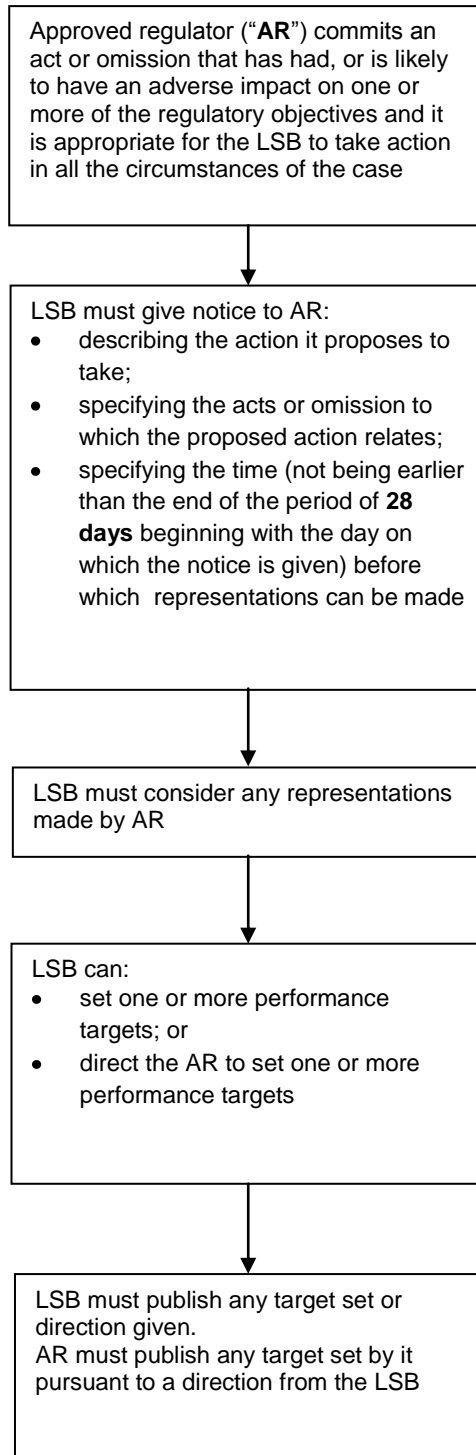 Approved regulator (“AR”) commits an
act or omission that has had, or is likely
to have an adverse impact on one or
more of the regulatory objectives and it
is appropriate for the LSB to take action
in all the circumstances of the case
LSB must give notice to AR:
• describing the action it proposes to
take;
• specifying the acts or omission to
which the proposed action relates;
• specifying the time (not being earlier
than the end of the period of 28
days beginning with the day on
which the notice is given) before
which representations can be made
LSB must consider any representations
made by AR
LSB can:
• set one or more performance
targets; or
• direct the AR to set one or more
performance targets
LSB must publish any target set or
direction given.
AR must publish any target set by it
pursuant to a direction from the LSB